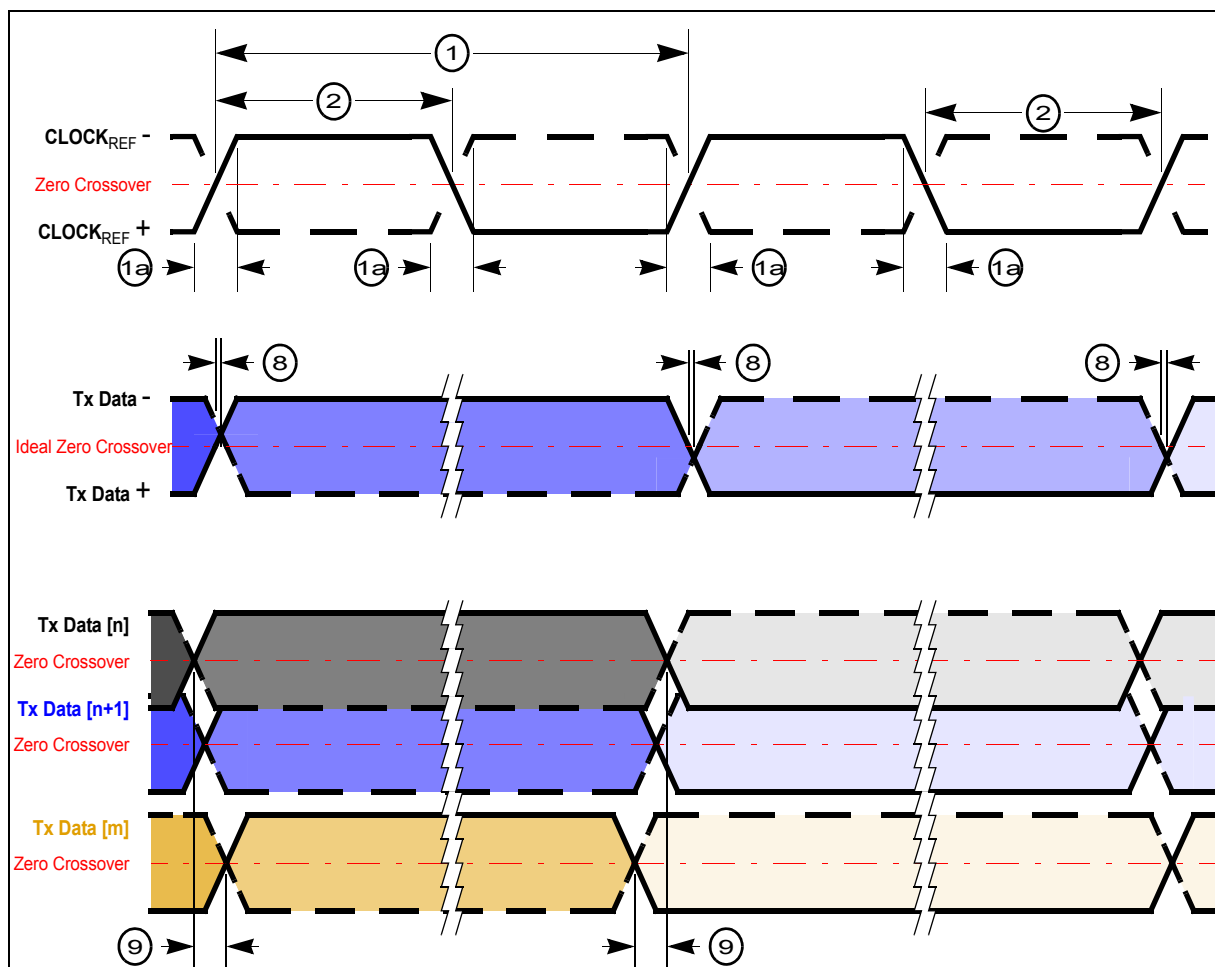 1
2
2
CLOCKREF -
Zero Crossover
CLOCKREF +
1a
1a
1a
1a
8
8
8
Tx Data -
Ideal Zero Crossover
Tx Data +
Tx Data [n]
Zero Crossover
Tx Data [n+1]
Zero Crossover
Tx Data [m]
Zero Crossover
9
9